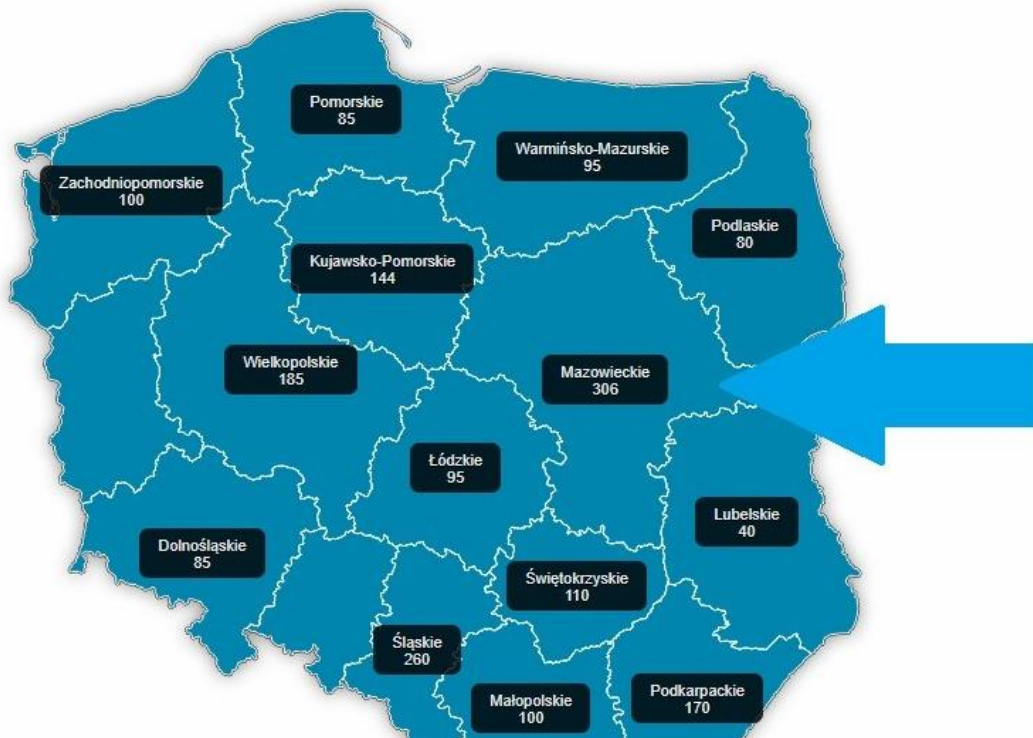 Pomorskie
85
Warmińsko-Mazurskie
95
Zachodniopomorskie
100
Podlaskie
80
Kujawsko-Pomorskie
144
Wielkopolskie
185
Mazowieckie
306
Łódzkie
95
Lubelskie
40
Dolnośląskie
85
Świętokrzyskie
110
Śląskie
260
Małopolskie
100
Podkarpackie
170